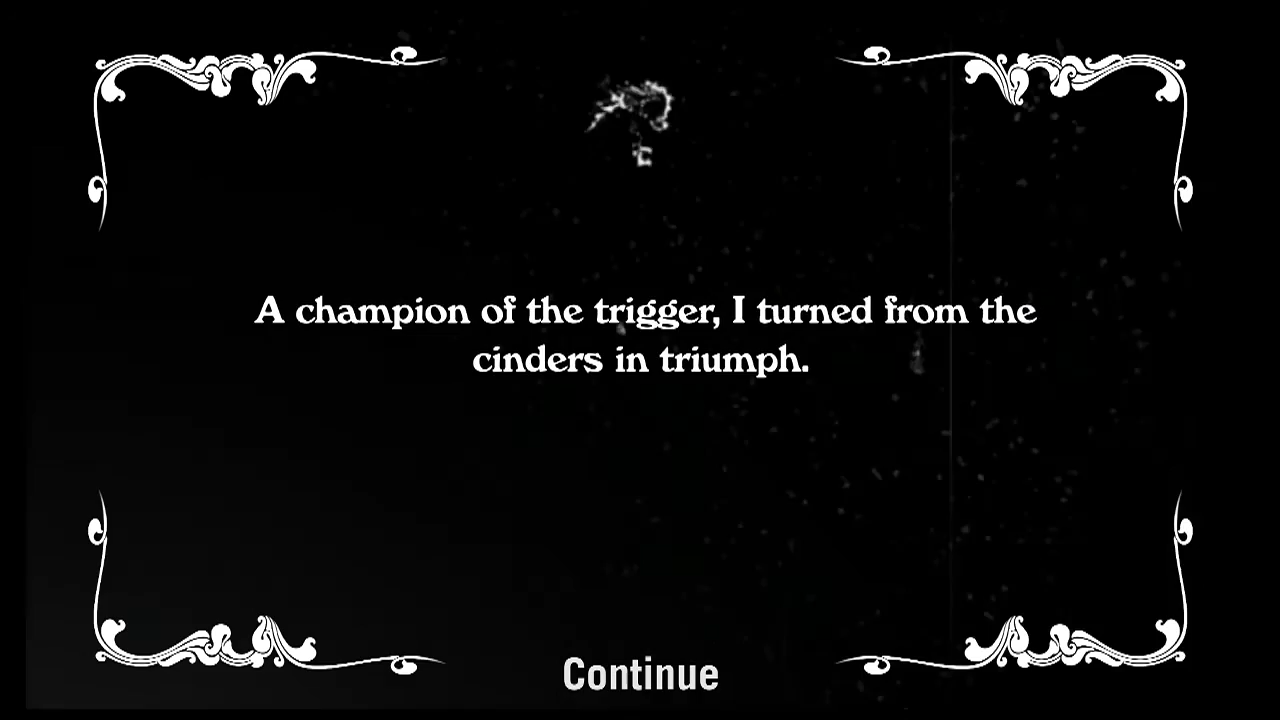 A champion of the trigger, I turned from the
cinders in triumph.
Continue